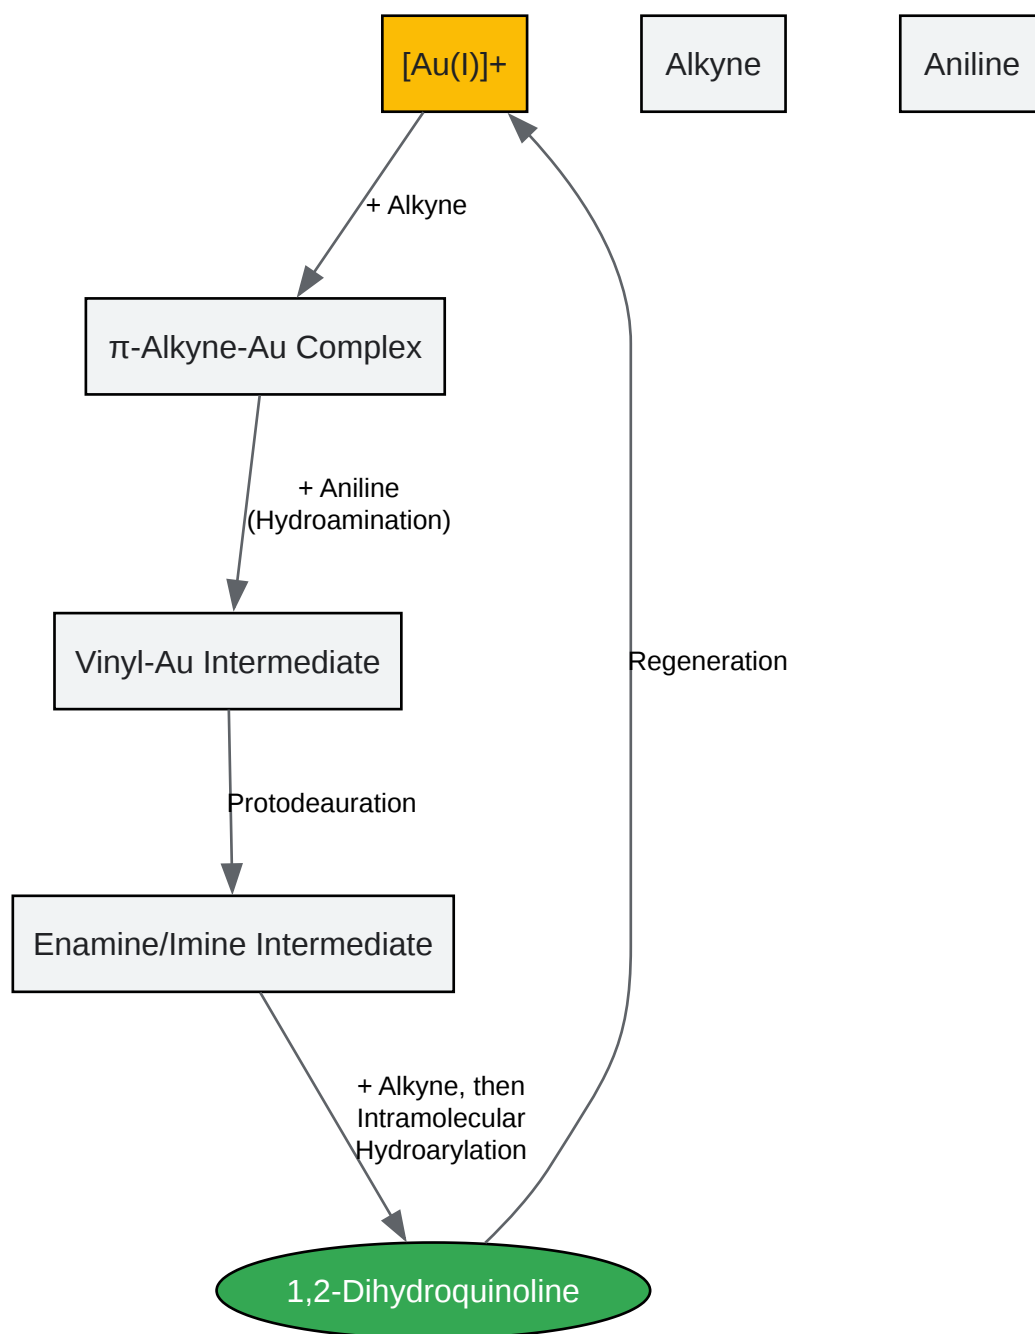 [Au(I)]+
Alkyne
Aniline
+ Alkyne
π-Alkyne-Au Complex
+ Aniline
(Hydroamination)
Vinyl-Au Intermediate
Regeneration
Protodeauration
Enamine/Imine Intermediate
+ Alkyne, then
Intramolecular
Hydroarylation
1,2-Dihydroquinoline